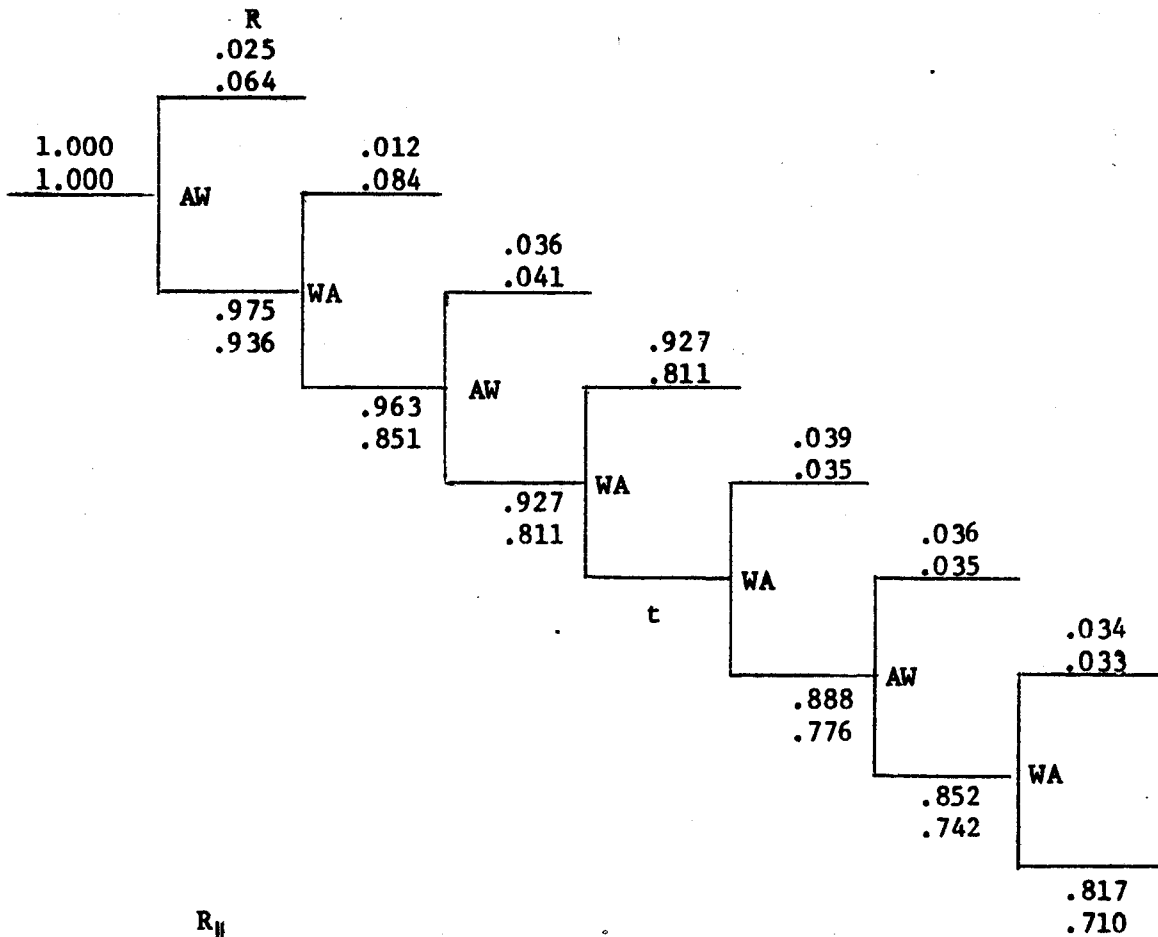 R
.025
.064
1.000
1.000
AW
.012
.084
.975
.936
WA
.036
.041
.963
.851
AW
.927
.811
.927
.811
WA
.039
.035
t
WA
.036
.035
.888
.776
AW
.034
.033
.852
.742
WA
.817
.710
R∥